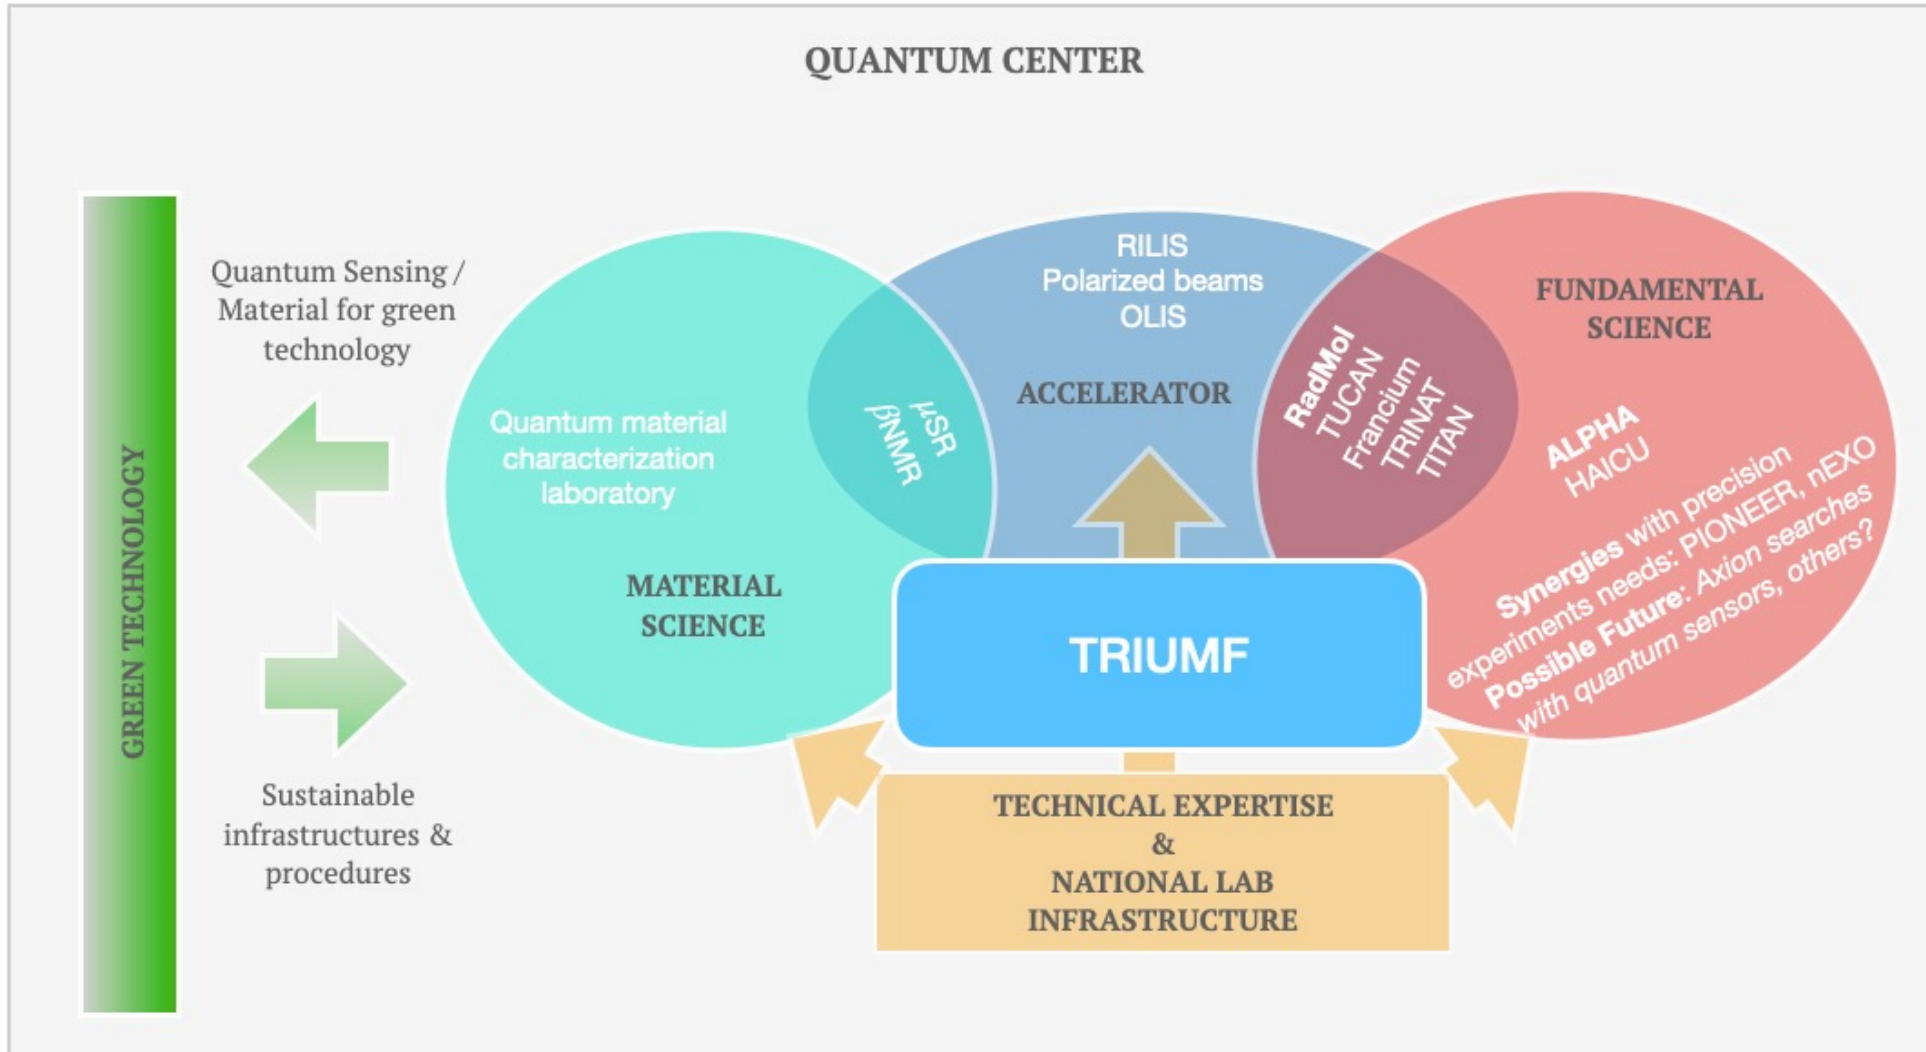 QUANTUM CENTER
GREEN TECHNOLOGY
Quantum Sensing /
Material for green
technology
Sustainable
infrastructures &
procedures
Quantum material
characterization
laboratory
MATERIAL
SCIENCE
μSR
βNMR
RILIS
Polarized beams
OLIS
ACCELERATOR
RadMol
TUCAN
Francium
TRINAT
TITAN
FUNDAMENTAL
SCIENCE
ALPHA
HAICU
Synergies with precision
experiments needs: PIONEER, nEXO
Possible Future: Axion searches
with quantum sensors, others?
TRIUMF
TECHNICAL EXPERTISE
&
NATIONAL LAB
INFRASTRUCTURE